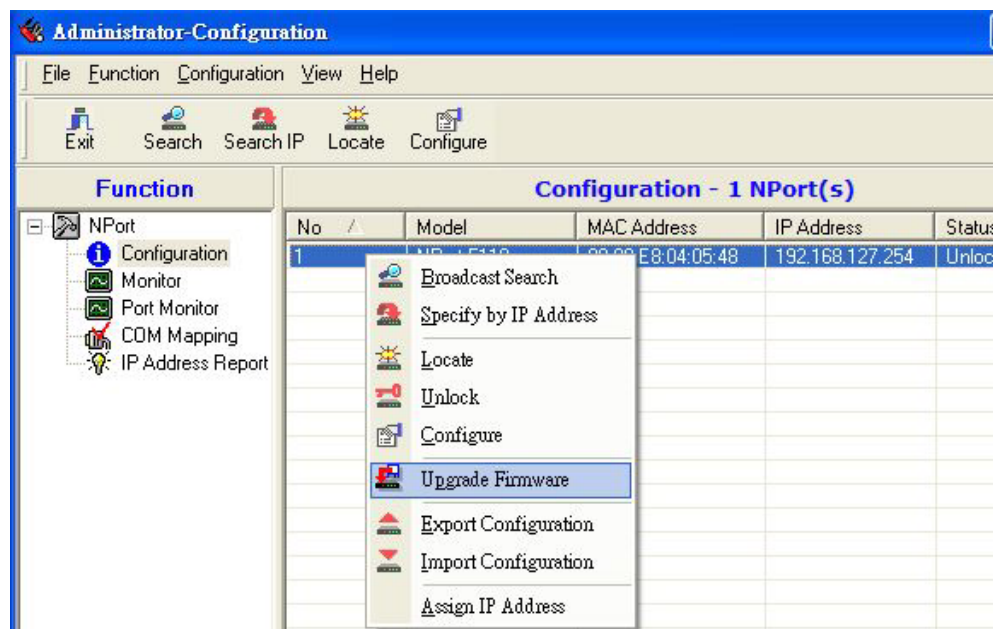 Administrator-Configuration
File Function Configuration View Help
Exit Search Search IP Locate Configure
Function
Configuration - 1 NPort(s)
NPort
Configuration
Monitor
Port Monitor
COM Mapping
IP Address Report
No Model MAC Address IP Address Status
1 E8:04:05:48 192.168.127.254 Unloc
Broadcast Search
Specify by IP Address
Locate
Unlock
Configure
Upgrade Firmware
Export Configuration
Import Configuration
Assign IP Address